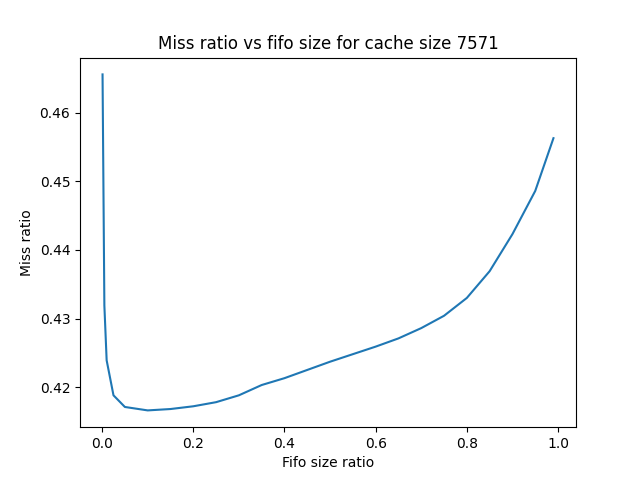 Miss ratio vs fifo size for cache size 7571
0.46
0.45
0.44
0.43
0.42
Miss ratio
0.0 0.2 0.4 0.6 0.8 1.0
Fifo size ratio